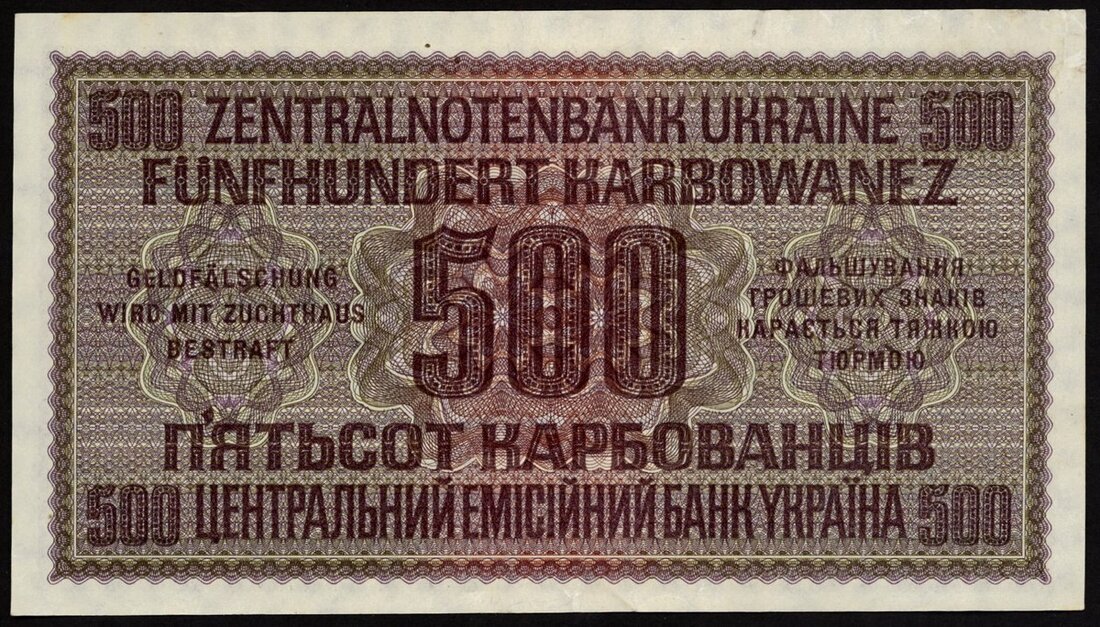 500 ZENTRALNOTENBANK UKRAINE 500
FÜNFHUNDERT KARBOWANEZ
GELDFÄLSCHUNG
WIRD MIT ZUCHTHAUS
BESTRAFT
500
ФАЛЬШУВАННЯ
ГРОШЕВИХ ЗНАКІВ
КАРАЄТЬСЯ ТЯЖКОЮ
ТЮРМОЮ
П'ЯТЬСОТ КАРБОВАНЦІВ
500 ЦЕНТРАЛЬНИЙ ЕМІСІЙНИЙ БАНК УКРАЇНА 500